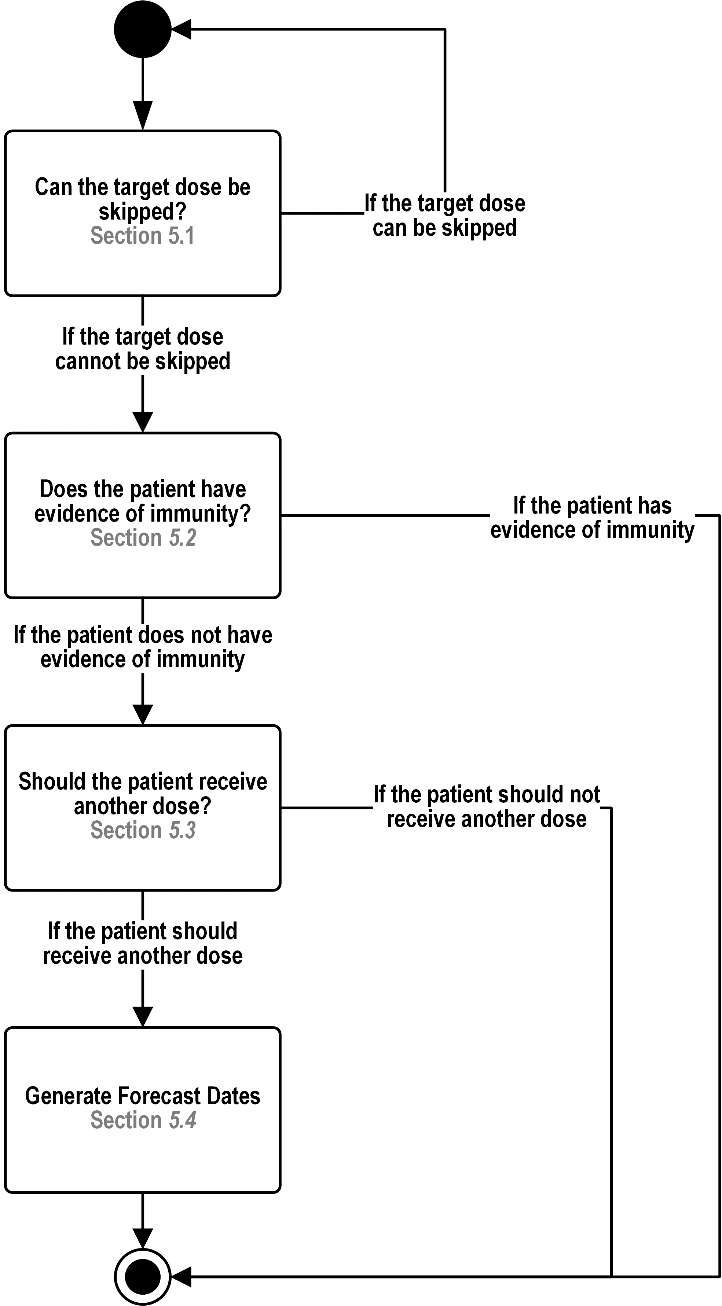 Can the target dose be
skipped?
Section 5.1
If the target dose
can be skipped
If the target dose
cannot be skipped
Does the patient have
evidence of immunity?
Section 5.2
If the patient has
evidence of immunity
If the patient does not have
evidence of immunity
Should the patient receive
another dose?
Section 5.3
If the patient should not
receive another dose
If the patient should
receive another dose
Generate Forecast Dates
Section 5.4